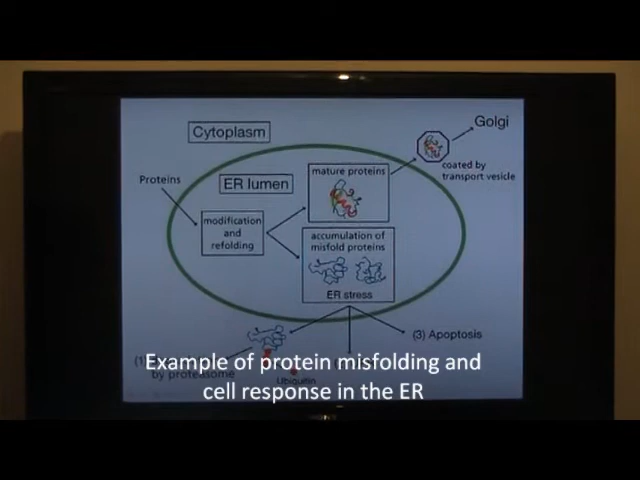 Cytoplasm
Golgi
coated by
transport vesicle
Proteins
ER lumen
mature proteins
modification
and
refolding
accumulation of
misfold proteins
ER stress
(3) Apoptosis
by proteasome
Ubiquitin
Example of protein misfolding and
cell response in the ER